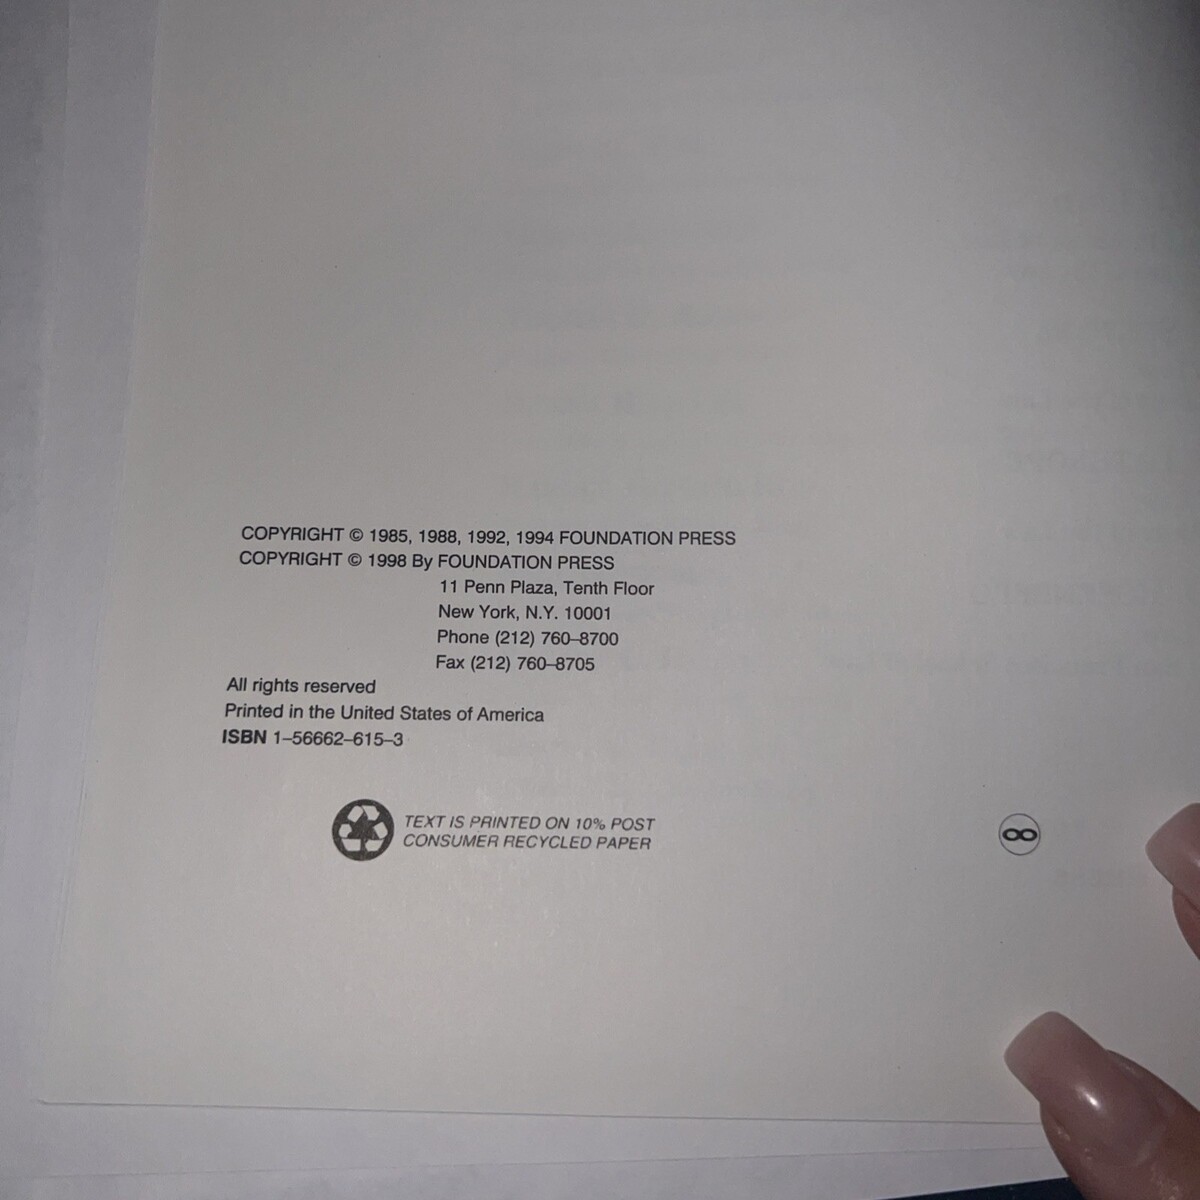 COPYRIGHT © 1985, 1988, 1992, 1994 FOUNDATION PRESS
COPYRIGHT © 1998 By FOUNDATION PRESS
11 Penn Plaza, Tenth Floor
New York, N.Y. 10001
Phone (212) 760–8700
Fax (212) 760–8705
All rights reserved
Printed in the United States of America
ISBN 1–56662–615–3
TEXT IS PRINTED ON 10% POST
CONSUMER RECYCLED PAPER